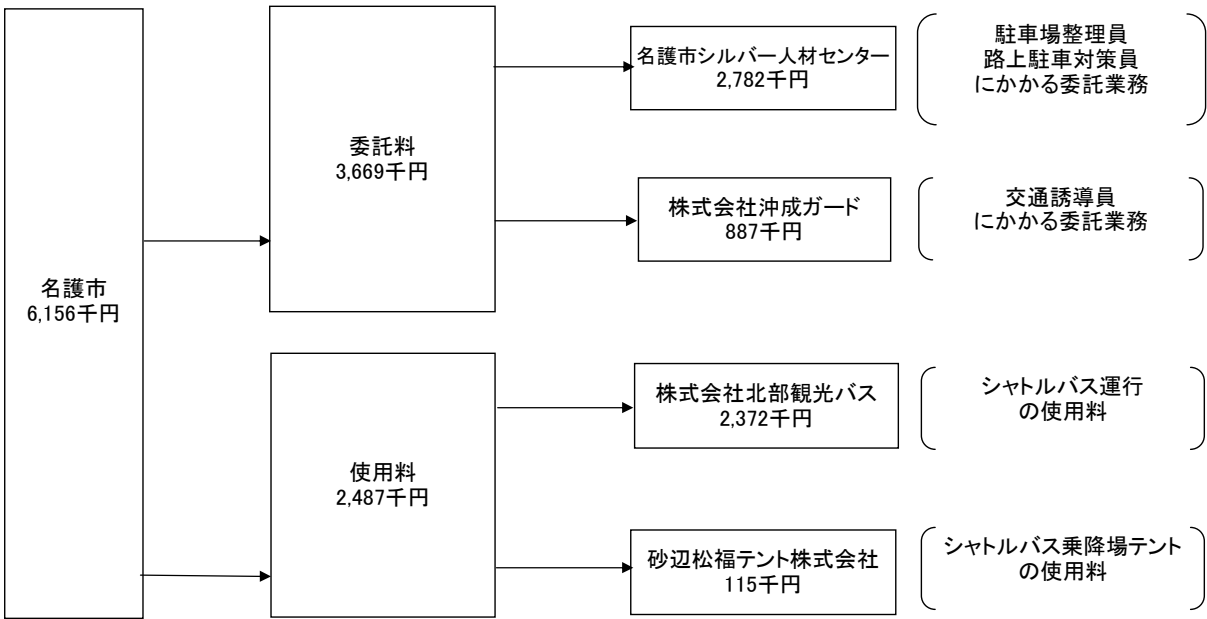 名護市
6,156千円
委託料
3,669千円
名護市シルバー人材センター
2,782千円
駐車場整理員
路上駐車対策員
にかかる委託業務
株式会社沖成ガード
887千円
交通誘導員
にかかる委託業務
使用料
2,487千円
株式会社北部観光バス
2,372千円
シャトルバス運行
の使用料
砂辺松福テント株式会社
115千円
シャトルバス乗降場テント
の使用料